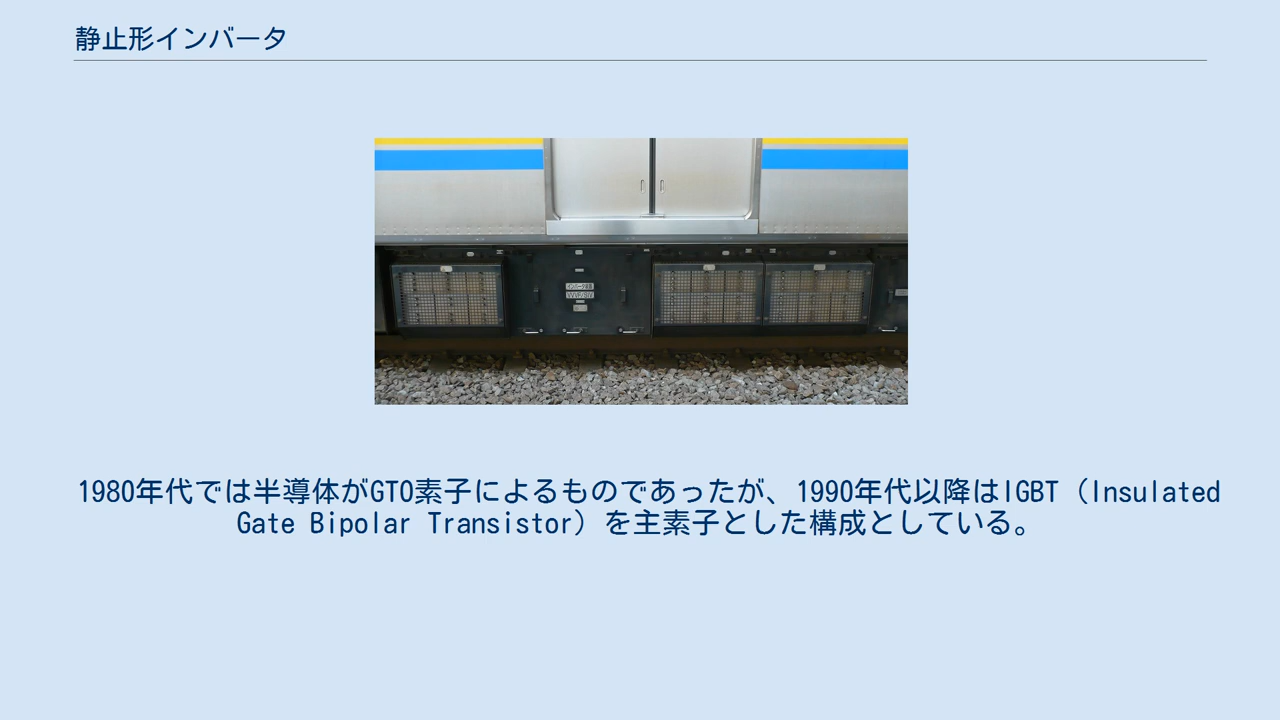 静止形インバータ
1980年代では半導体がGTO素子によるものであったが、1990年代以降はIGBT（Insulated
Gate Bipolar Transistor）を主素子とした構成としている。